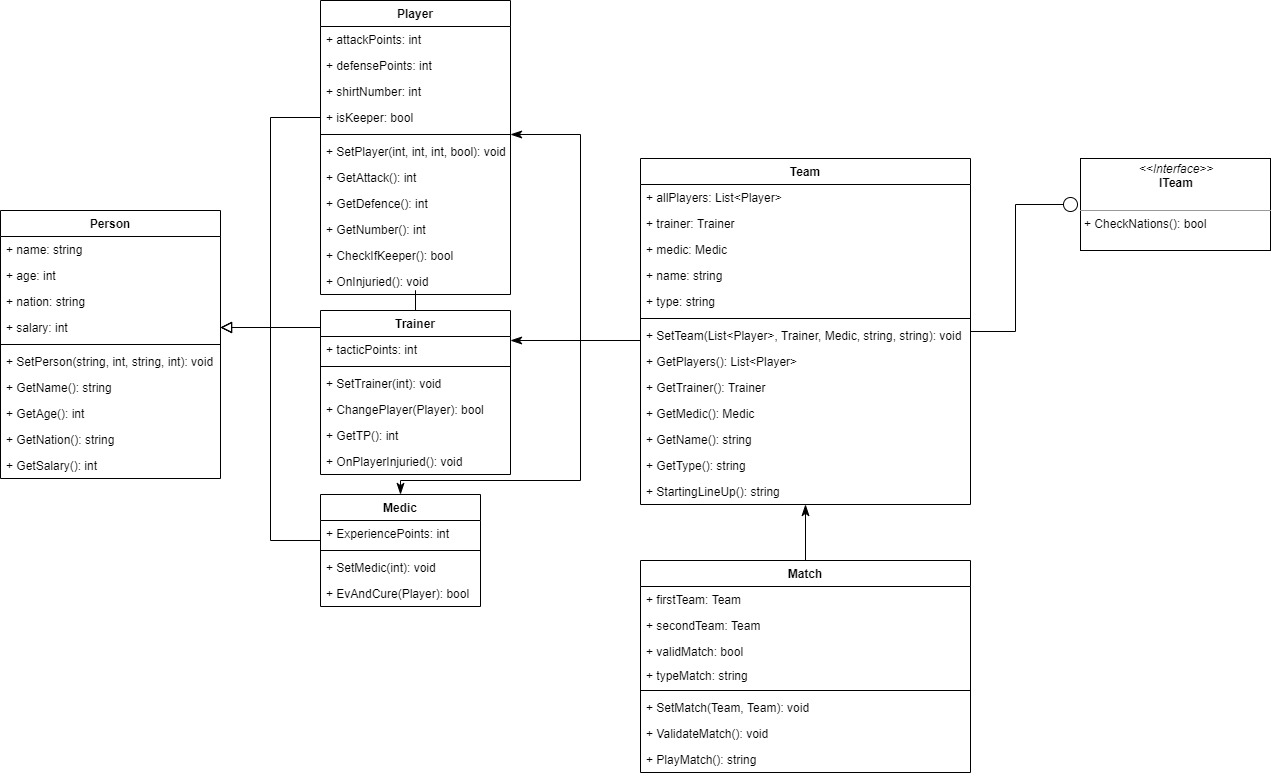 Player
+ attackPoints: int
+ defensePoints: int
+ shirtNumber: int
+ isKeeper: bool
+ SetPlayer(int, int, int, bool): void
+ GetAttack(): int
+ GetDefence(): int
+ GetNumber(): int
+ CheckIfKeeper(): bool
+ OnInjuried(): void
Person
+ name: string
+ age: int
+ nation: string
+ salary: int
+ SetPerson(string, int, string, int): void
+ GetName(): string
+ GetAge(): int
+ GetNation(): string
+ GetSalary(): int
Trainer
+ tacticPoints: int
+ SetTrainer(int): void
+ ChangePlayer(Player): bool
+ GetTP(): int
+ OnPlayerInjuried(): void
Medic
+ ExperiencePoints: int
+ SetMedic(int): void
+ EvAndCure(Player): bool
Team
+ allPlayers: List<Player>
+ trainer: Trainer
+ medic: Medic
+ name: string
+ type: string
+ SetTeam(List<Player>, Trainer, Medic, string, string): void
+ GetPlayers(): List<Player>
+ GetTrainer(): Trainer
+ GetMedic(): Medic
+ GetName(): string
+ GetType(): string
+ StartingLineUp(): string
<<Interface>>
ITeam
+ CheckNations(): bool
Match
+ firstTeam: Team
+ secondTeam: Team
+ validMatch: bool
+ typeMatch: string
+ SetMatch(Team, Team): void
+ ValidateMatch(): void
+ PlayMatch(): string